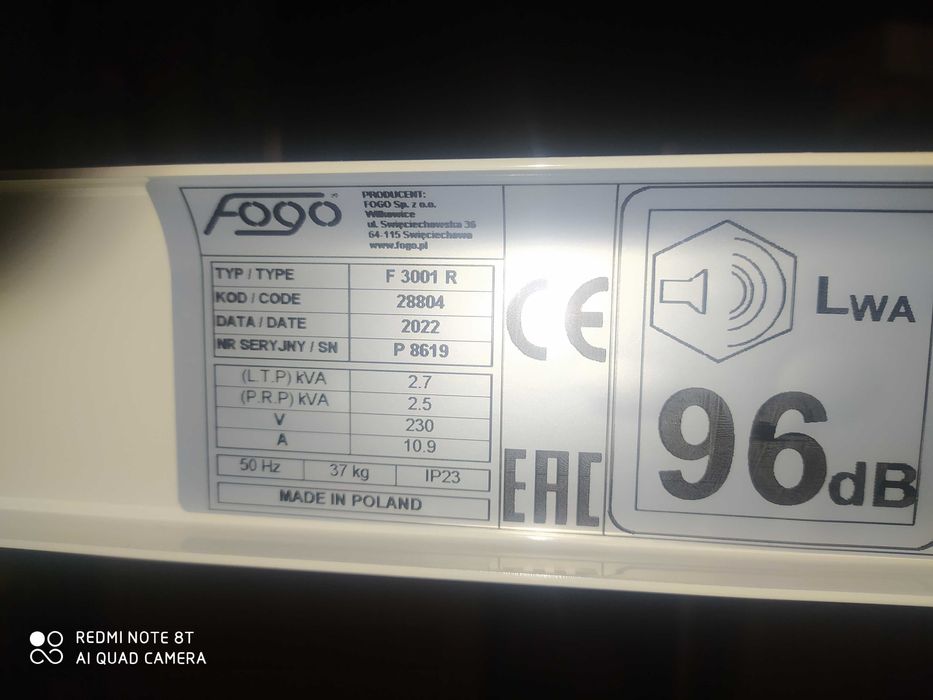 FOGO
PRODUCENT:
FOGO Sp. z o.o.
Wilkowice
ul. Święciechowska 36
64-115 Święciechowa
www.fogo.pl
TYP / TYPE F 3001 R
KOD / CODE 28804
DATA / DATE 2022
NR SERYJNY / SN P 8619
(L.T.P) kVA 2.7
(P.R.P) kVA 2.5
V 230
A 10.9
50 Hz 37 kg IP23
MADE IN POLAND
CE
EAC
LWA
96dB
REDMI NOTE 8T
AI QUAD CAMERA